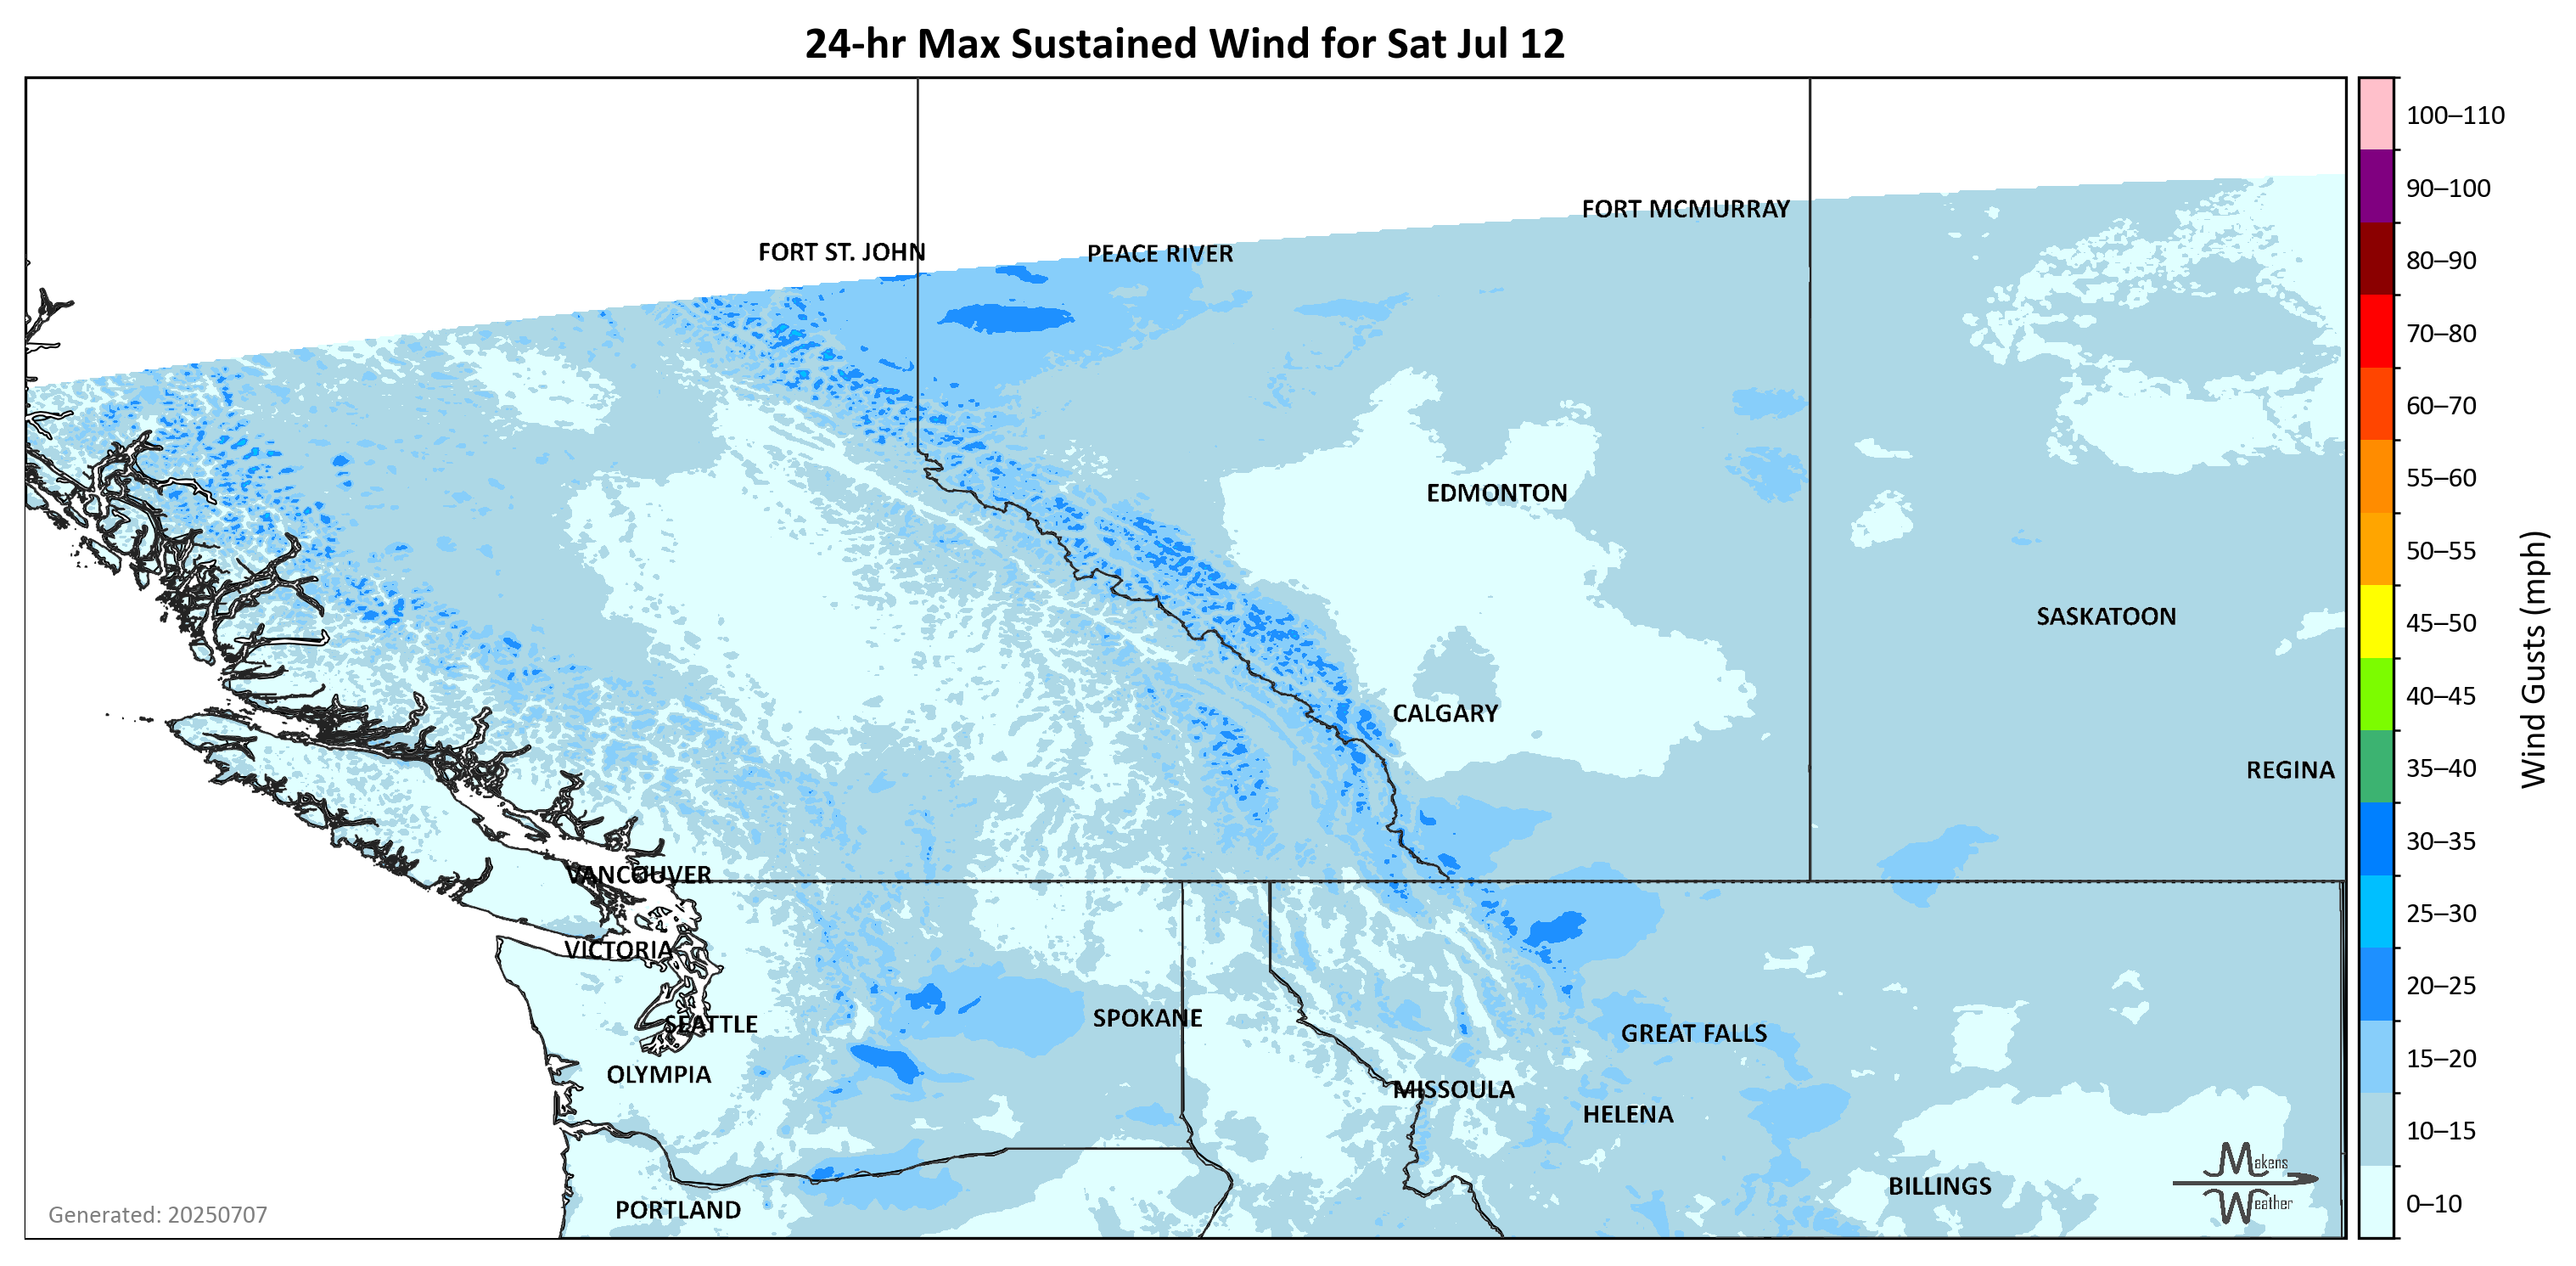 24-hr Max Sustained Wind for Sat Jul 12
100–110
90–100
80–90
70–80
60–70
55–60
50–55
45–50
40–45
35–40
30–35
25–30
20–25
15–20
10–15
0–10
Wind Gusts (mph)
FORT MCMURRAY
FORT ST. JOHN
PEACE RIVER
EDMONTON
SASKATOON
CALGARY
REGINA
VANCOUVER
VICTORIA
SEATTLE
SPOKANE
GREAT FALLS
OLYMPIA
MISSOULA
HELENA
BILLINGS
PORTLAND
Makens
Weather
Generated: 20250707